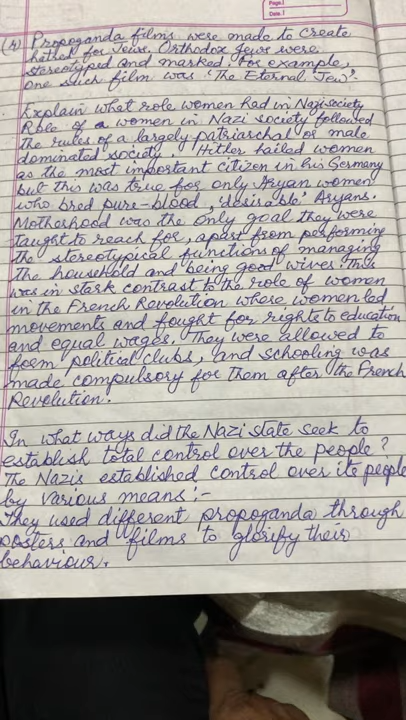 Page:
Date:
(4) Propoganda films were made to create
hatred for Jews. Orthodox Jews were
stereotyped and marked. For example,
one such film was 'The Eternal Jew'.
Explain what role women had in Nazi society
Role of a women in Nazi society followed
the rules of a largely patriarchal or male
dominated society. Hitler hailed women
as the most important citizen in his Germany
but this was true for only Aryan women
who bred pure-blood, 'desirable' Aryans.
Motherhood was the only goal they were
taught to reach for, apart from performing
the stereotypical functions of managing
the household and being good wives. This
was in stark contrast to the role of women
in the French Revolution where women led
movements and fought for rights to education
and equal wages. They were allowed to
form political clubs, and schooling was
made compulsory for them after the French
Revolution.
In what ways did the Nazi state seek to
establish total control over the people?
The Nazis established control over its people
by various means:-
They used different propoganda through
posters and films to glorify their
behaviour.